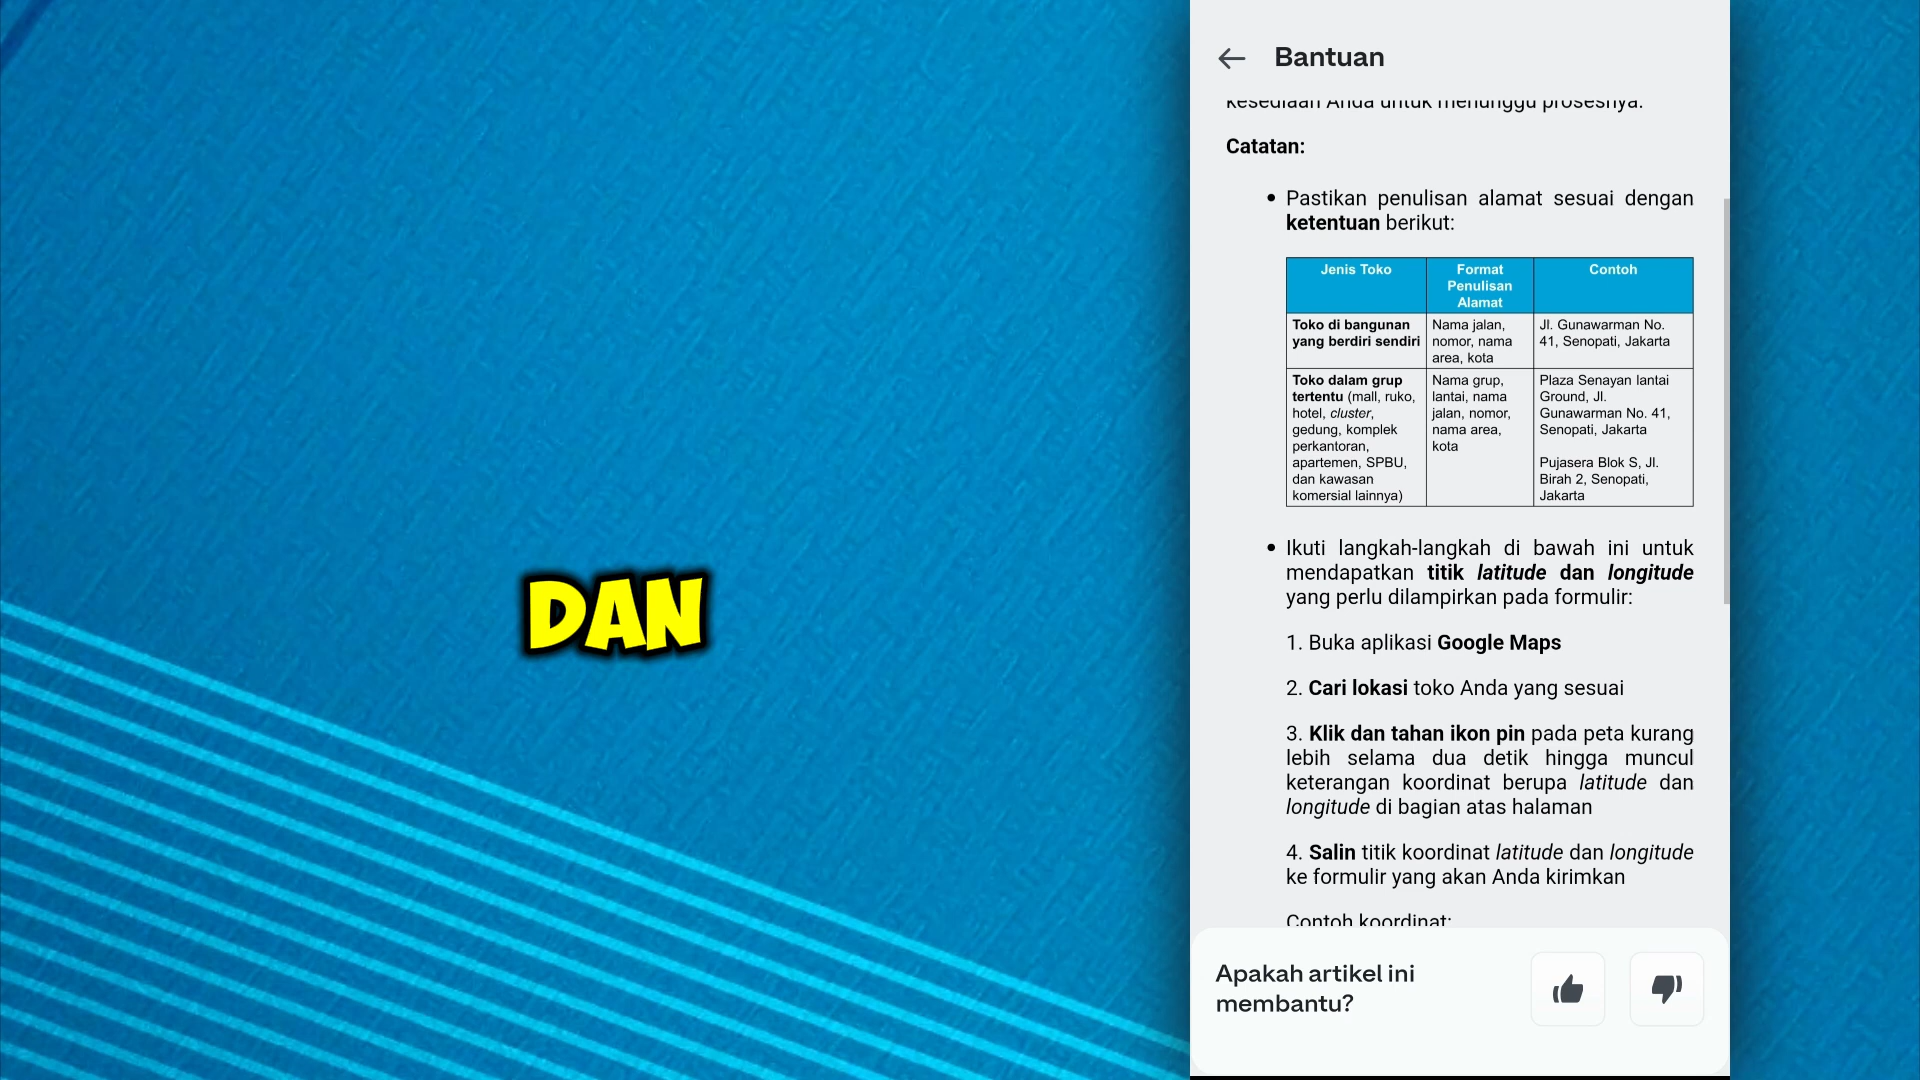 Bantuan
kesediaan Anda untuk menunggu prosesnya.
Catatan:
• Pastikan penulisan alamat sesuai dengan
ketentuan berikut:
Jenis Toko
Format
Penulisan
Alamat
Contoh
Toko di bangunan
yang berdiri sendiri
Nama jalan,
nomor, nama
area, kota
Jl. Gunawarman No.
41, Senopati, Jakarta
Toko dalam grup
tertentu (mall, ruko,
hotel, cluster,
gedung, komplek
perkantoran,
apartemen, SPBU,
dan kawasan
komersial lainnya)
Nama grup,
lantai, nama
jalan, nomor,
nama area,
kota
Plaza Senayan lantai
Ground, Jl.
Gunawarman No. 41,
Senopati, Jakarta
Pujasera Blok S, Jl.
Birah 2, Senopati,
Jakarta
• Ikuti langkah-langkah di bawah ini untuk
mendapatkan titik latitude dan longitude
yang perlu dilampirkan pada formulir:
1. Buka aplikasi Google Maps
2. Cari lokasi toko Anda yang sesuai
3. Klik dan tahan ikon pin pada peta kurang
lebih selama dua detik hingga muncul
keterangan koordinat berupa latitude dan
longitude di bagian atas halaman
4. Salin titik koordinat latitude dan longitude
ke formulir yang akan Anda kirimkan
Contoh koordinat:
Apakah artikel ini
membantu?
DAN